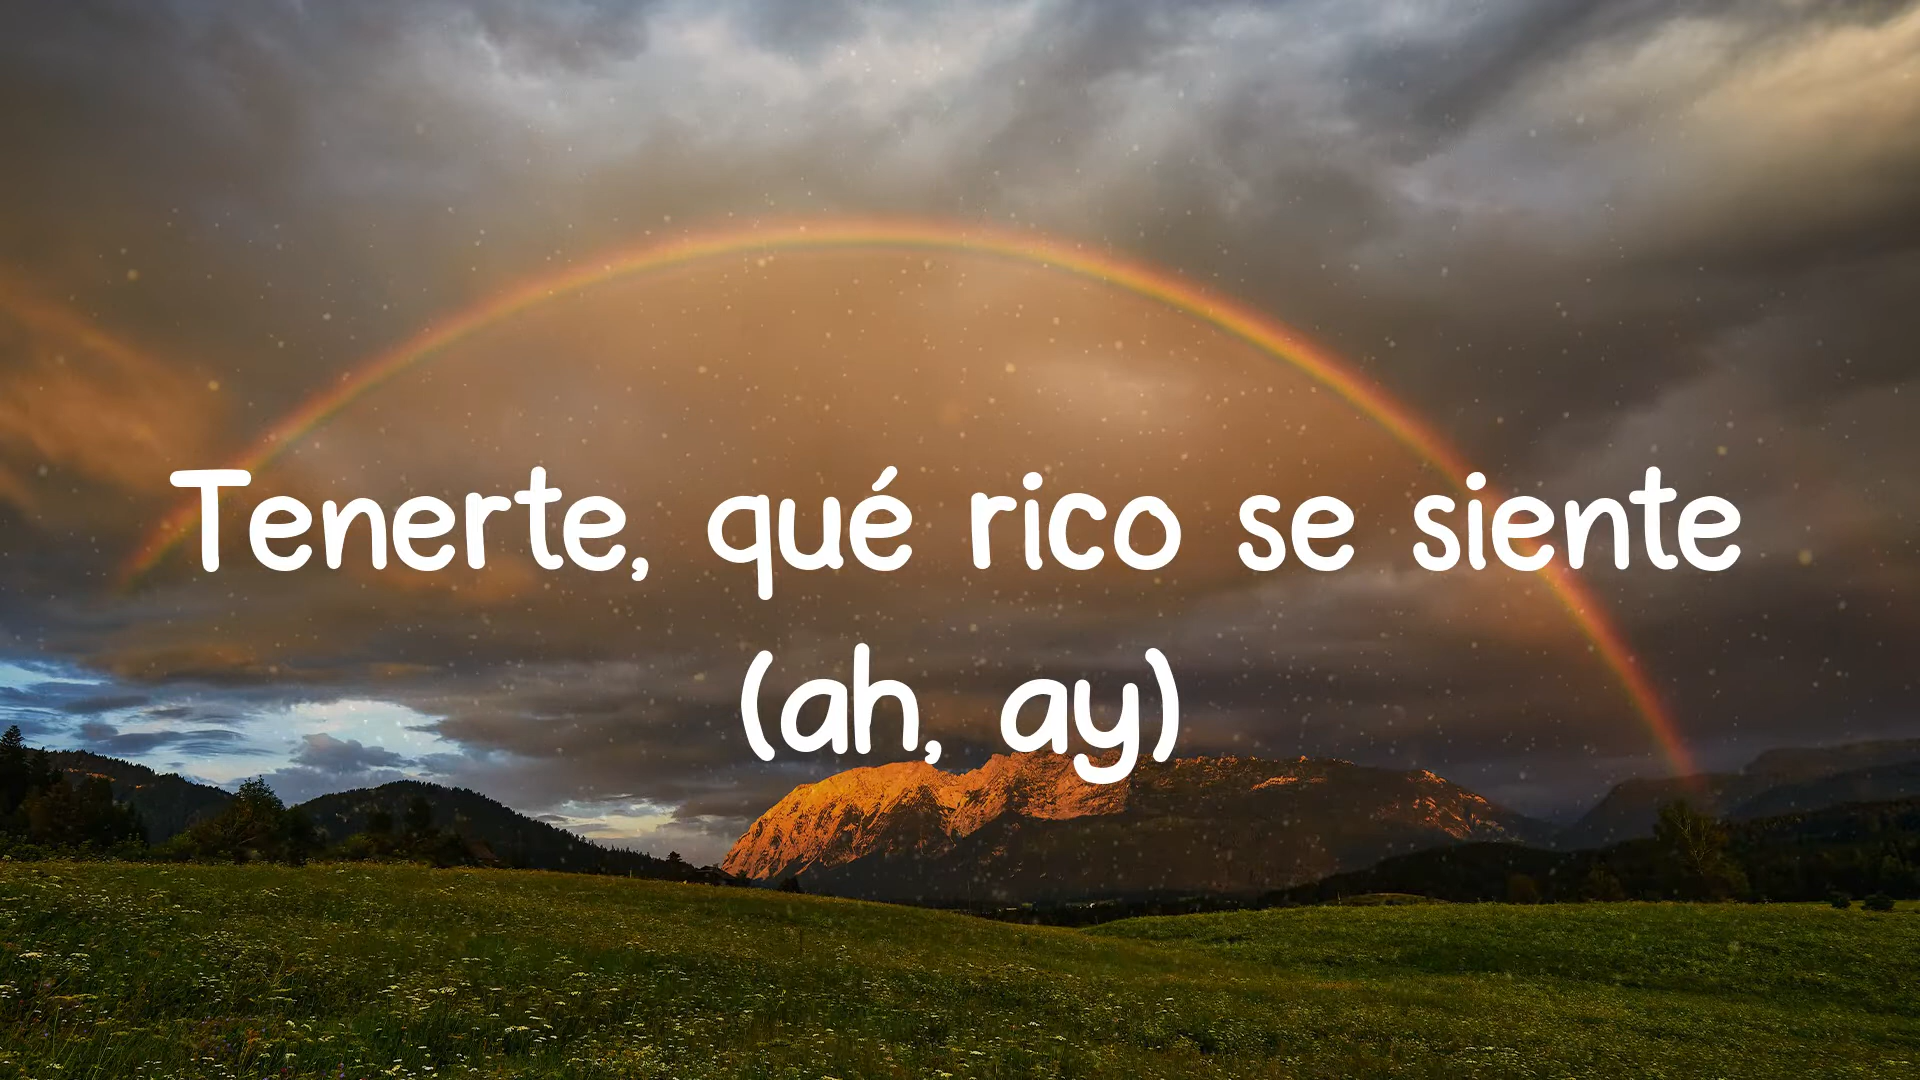 Tenerte, qué rico se siente
(ah, ay)